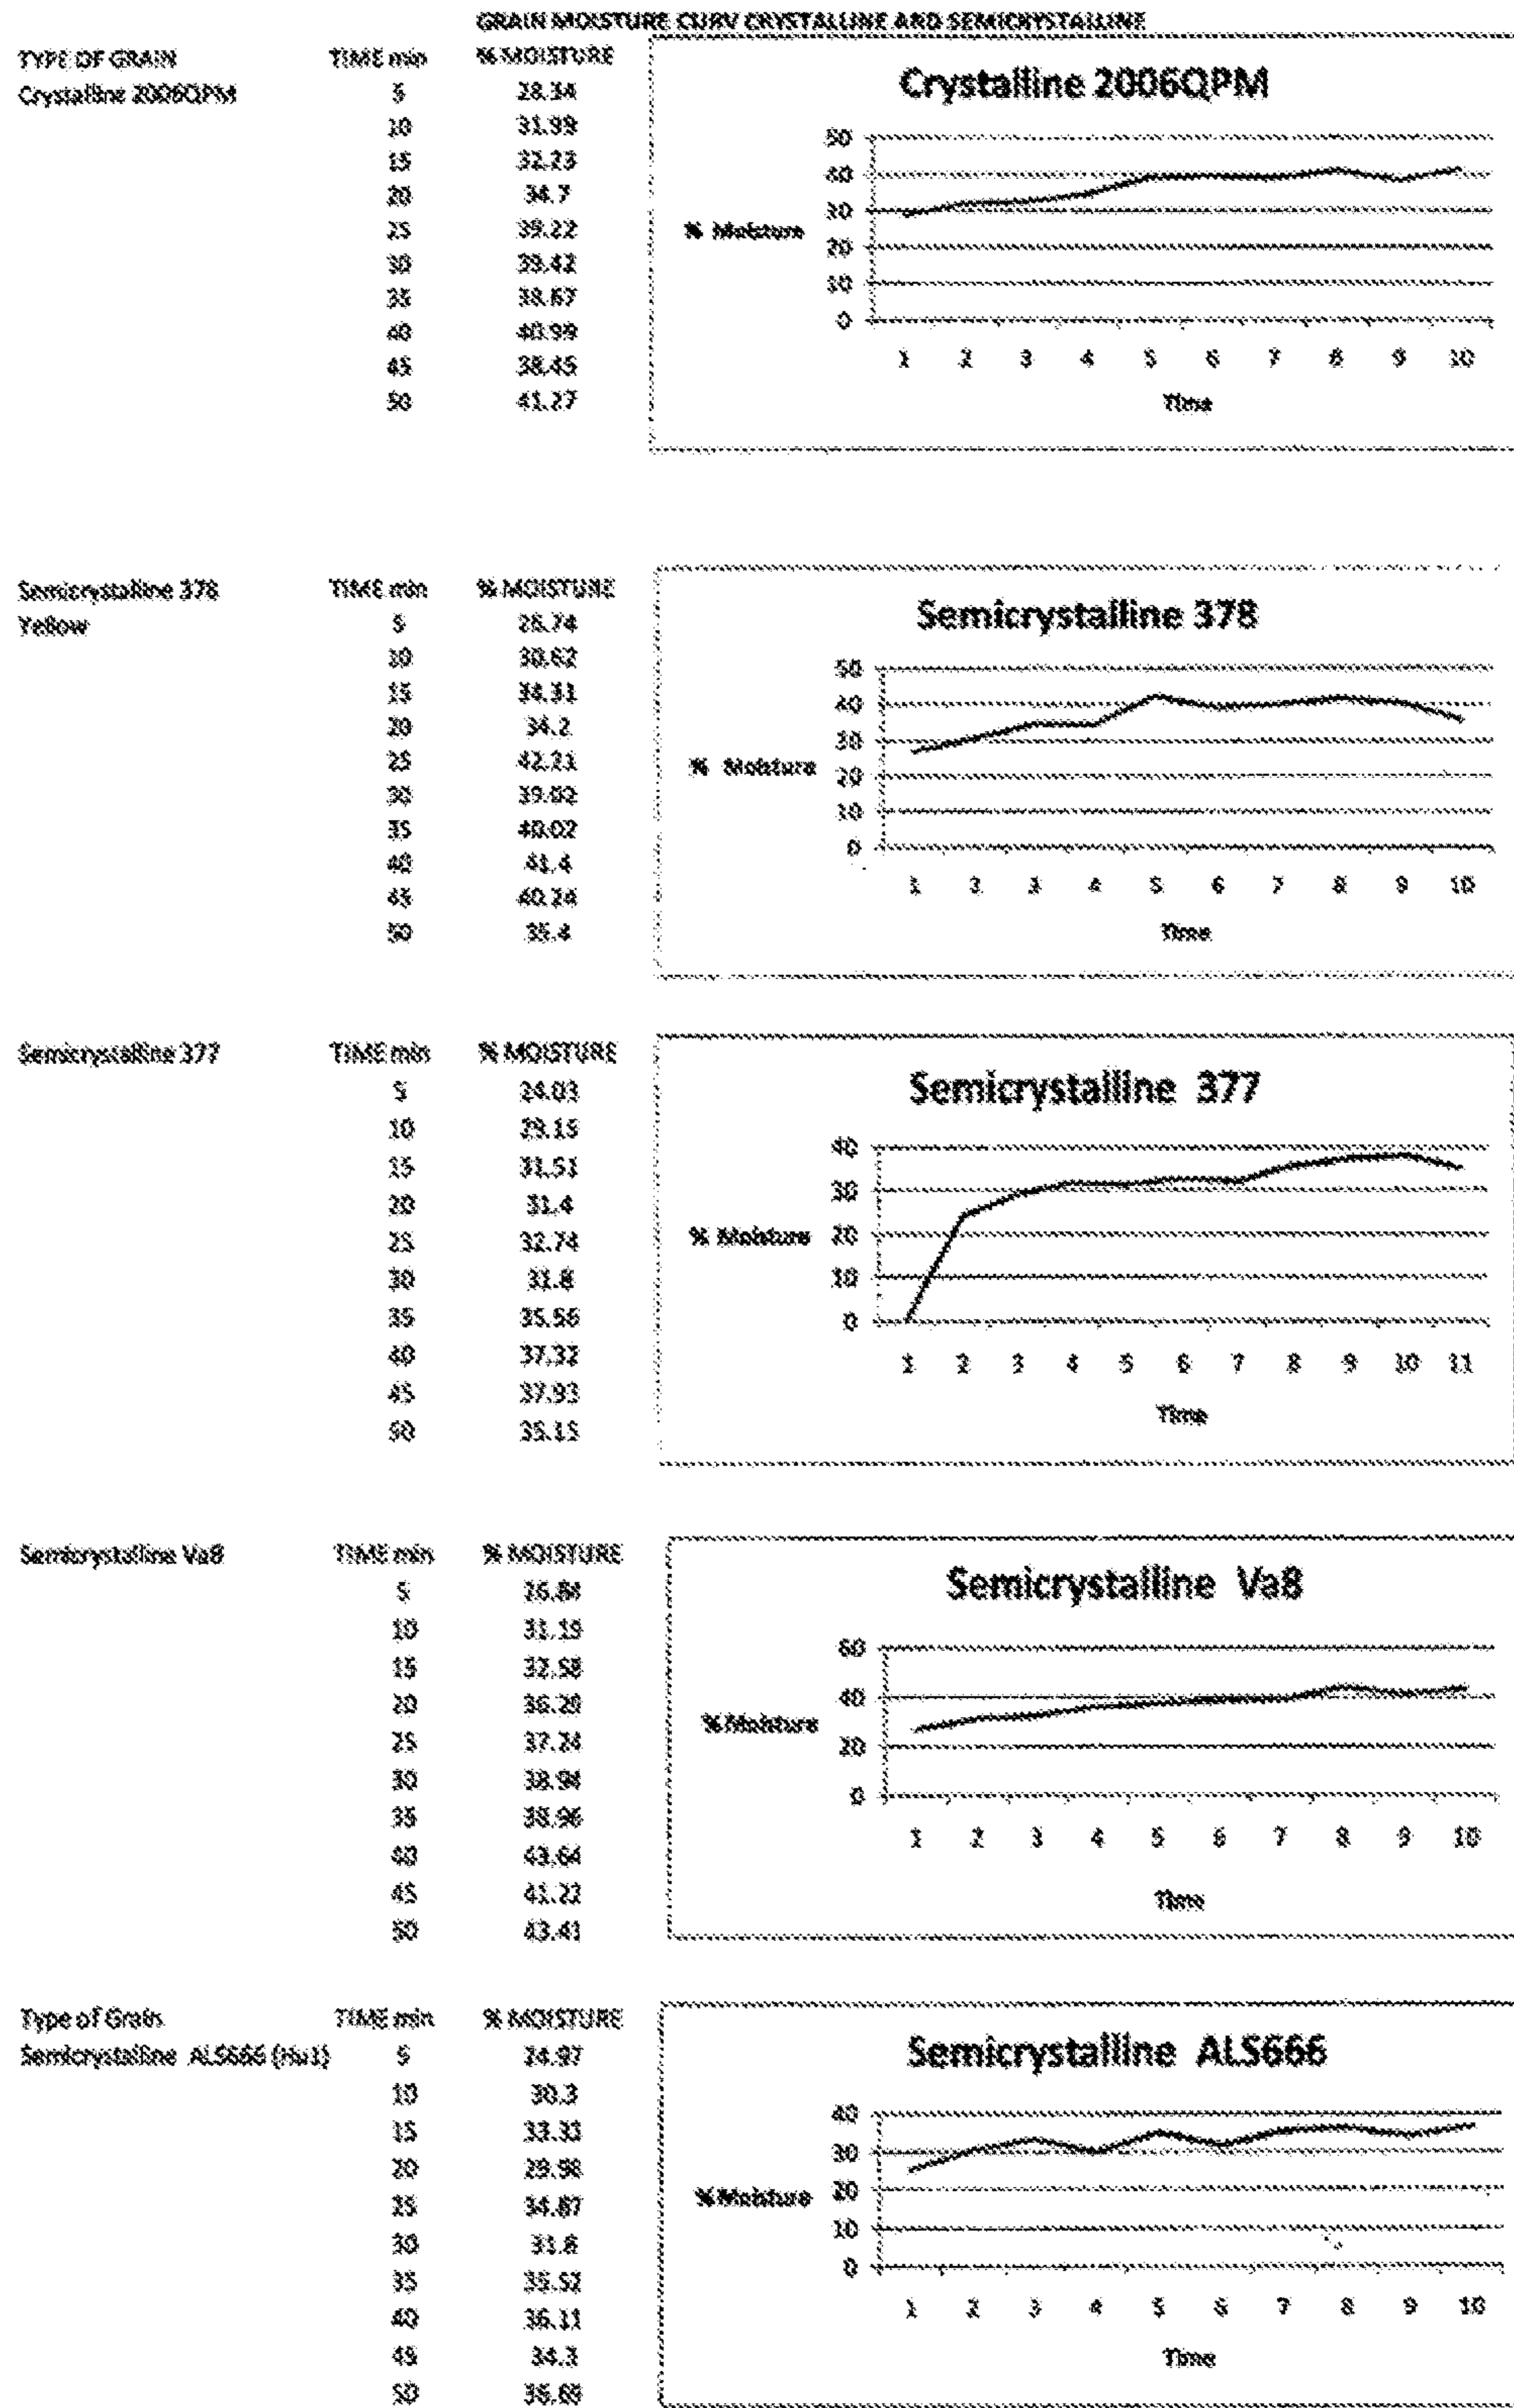 GRAIN MOISTURE CURV CRYSTALLINE AND SEMICRYSTALLINE
TYPE OF GRAIN TIME min % MOISTURE
Crystalline 2006QPM 5 28.34
10 31.99
15 32.23
20 34.7
25 39.22
30 39.42
35 38.67
40 40.99
45 38.45
50 41.27
Crystalline 2006QPM
50
40
30
% Moisture
20
10
0
1 2 3 4 5 6 7 8 9 10
Time
Semicrystalline 378 TIME min % MOISTURE
Yellow 5 26.74
10 30.62
15 34.31
20 34.2
25 42.21
30 39.02
35 40.02
40 41.4
45 40.24
50 35.4
Semicrystalline 378
50
40
30
% Moisture
20
10
0
1 2 3 4 5 6 7 8 9 10
Time
Semicrystalline 377 TIME min % MOISTURE
5 24.03
10 29.15
15 31.51
20 31.4
25 32.74
30 31.8
35 35.56
40 37.32
45 37.93
50 35.15
Semicrystalline 377
40
30
% Moisture 20
10
0
1 2 3 4 5 6 7 8 9 10 11
Time
Semicrystalline Va8 TIME min % MOISTURE
5 26.84
10 31.19
15 32.58
20 36.29
25 37.24
30 38.94
35 38.96
40 43.64
45 41.22
50 43.41
Semicrystalline Va8
60
40
% Moisture
20
0
1 2 3 4 5 6 7 8 9 10
Time
Type of Grain TIME min % MOISTURE
Semicrystalline ALS666 (Hu1) 5 24.97
10 30.3
15 33.33
20 29.98
25 34.87
30 31.8
35 35.52
40 36.11
45 34.3
50 36.69
Semicrystalline ALS666
40
30
% Moisture 20
10
0
1 2 3 4 5 6 7 8 9 10
Time